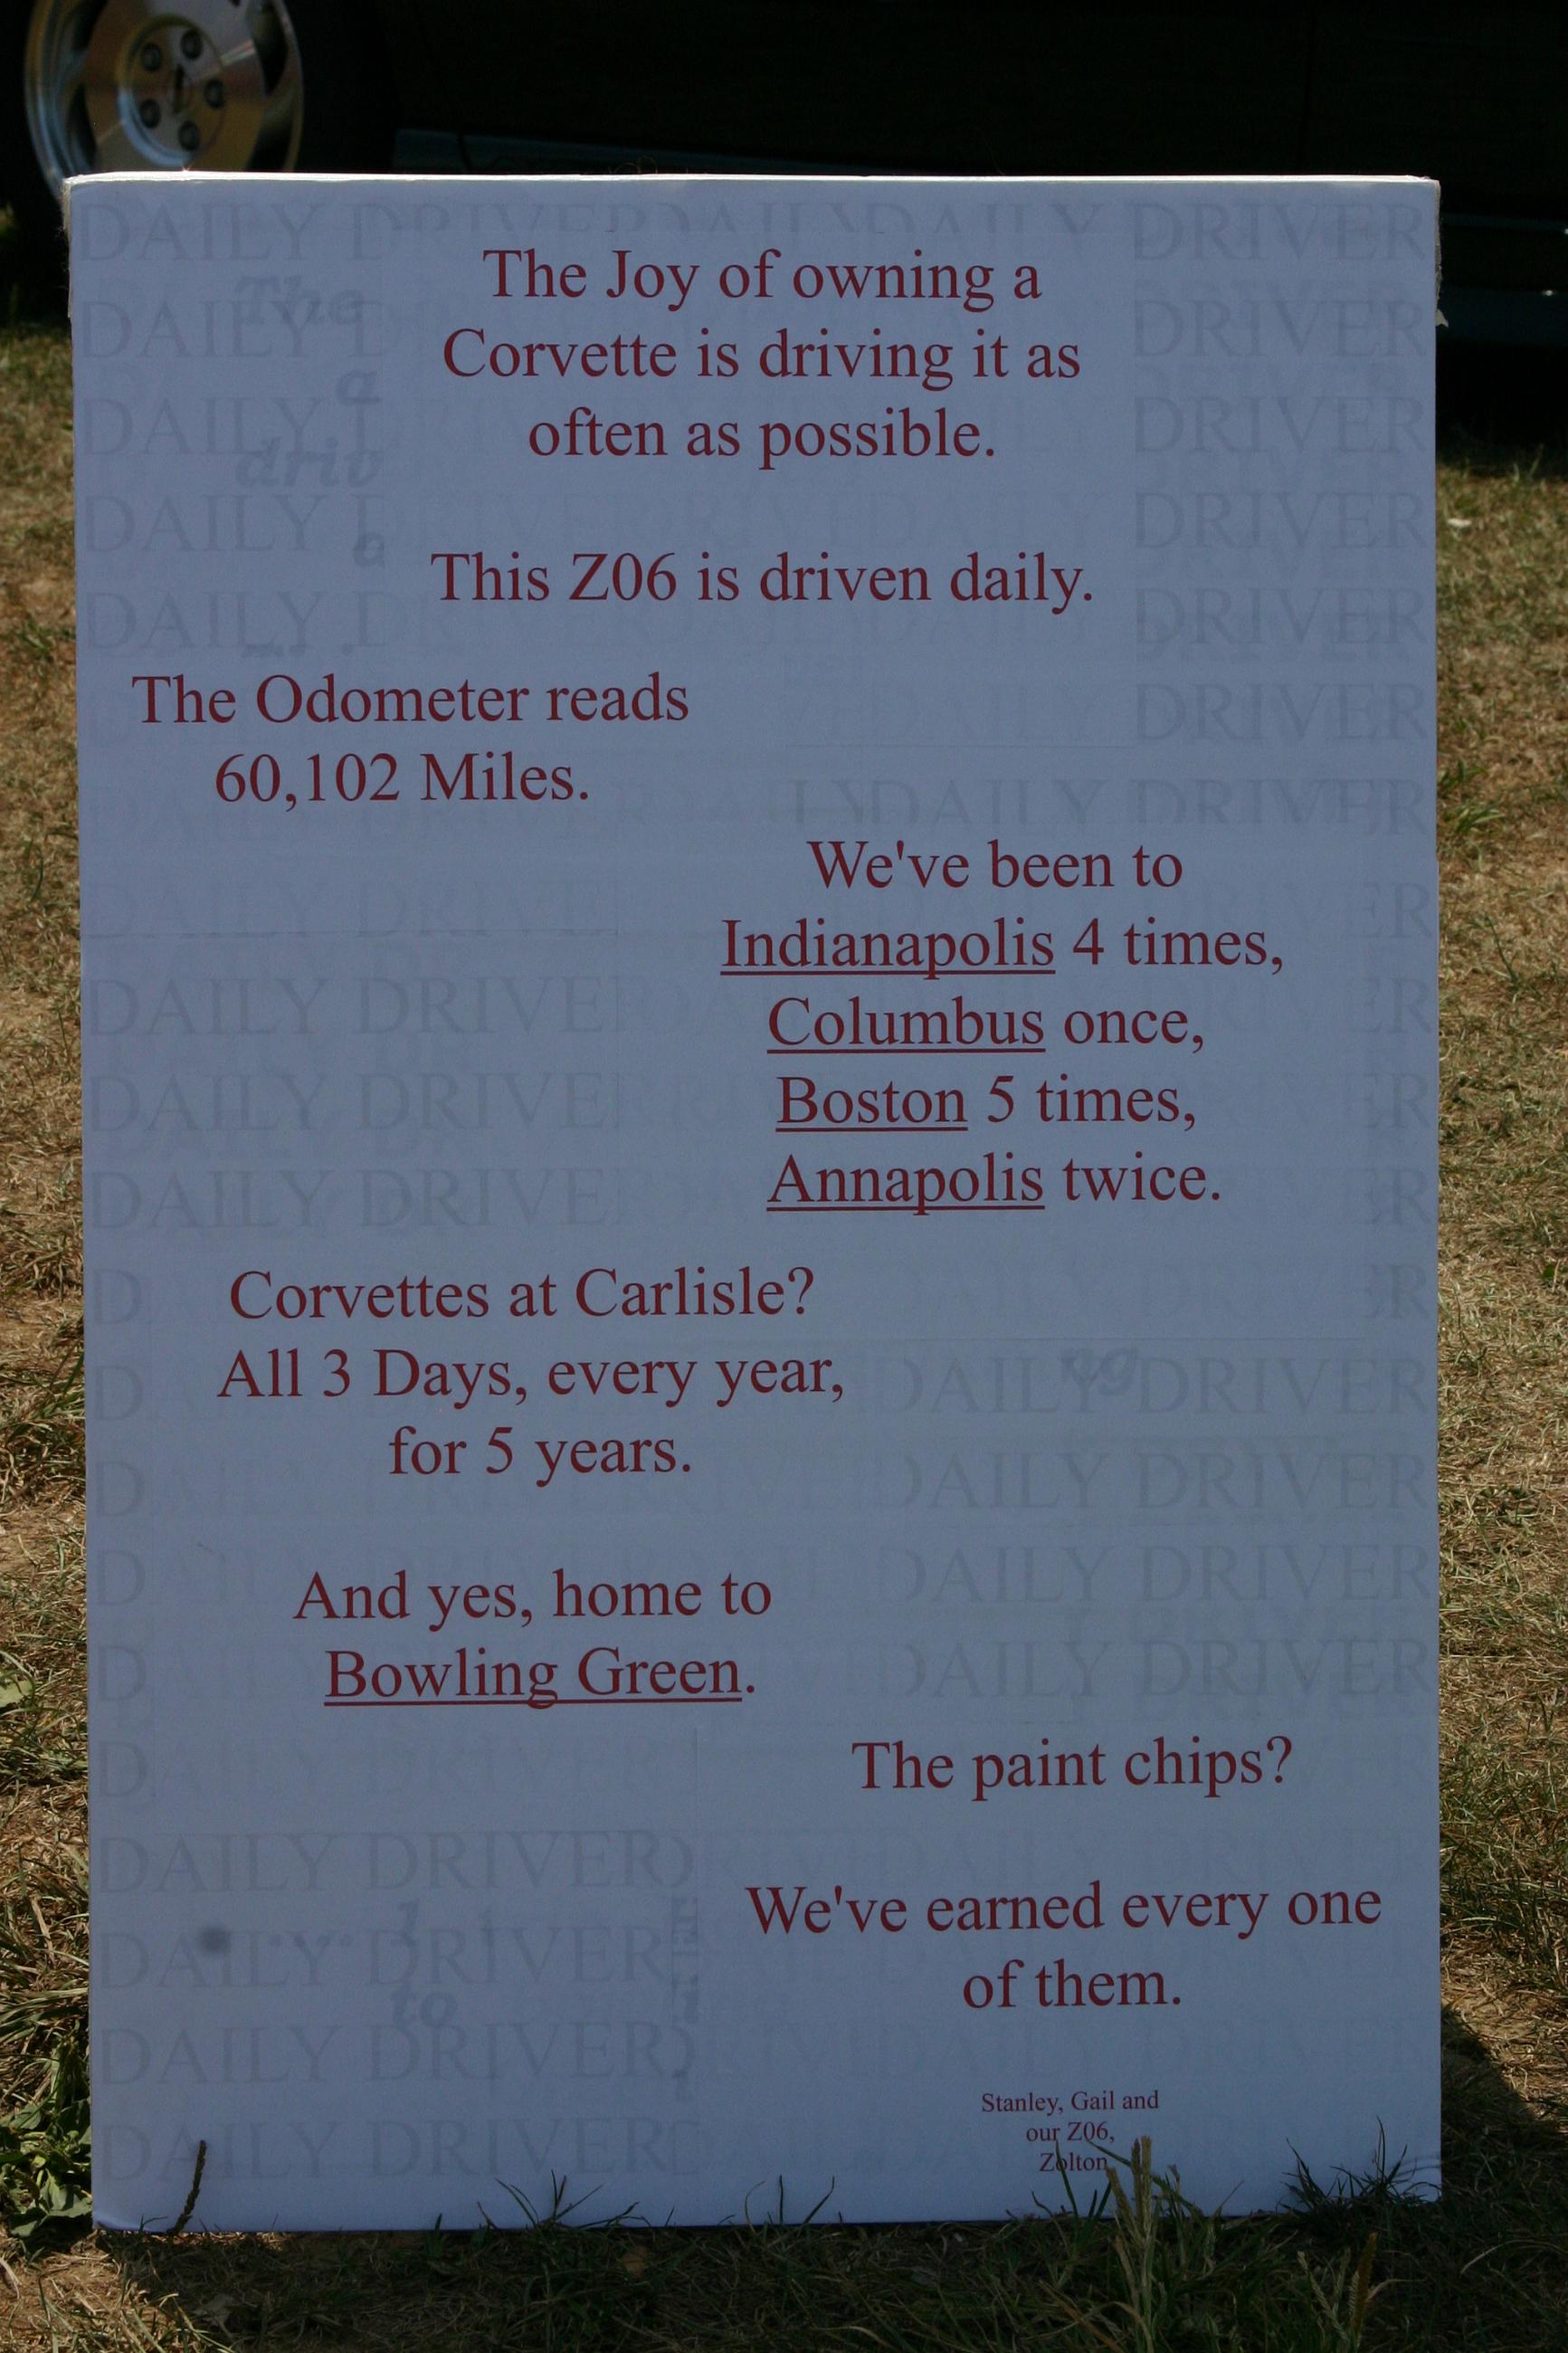 The Joy of owning a
Corvette is driving it as
often as possible.
This Z06 is driven daily.
The Odometer reads
60,102 Miles.
We've been to
Indianapolis 4 times,
Columbus once,
Boston 5 times,
Annapolis twice.
Corvettes at Carlisle?
All 3 Days, every year,
for 5 years.
And yes, home to
Bowling Green.
The paint chips?
We've earned every one
of them.
Stanley, Gail and
our Z06,
Zolton